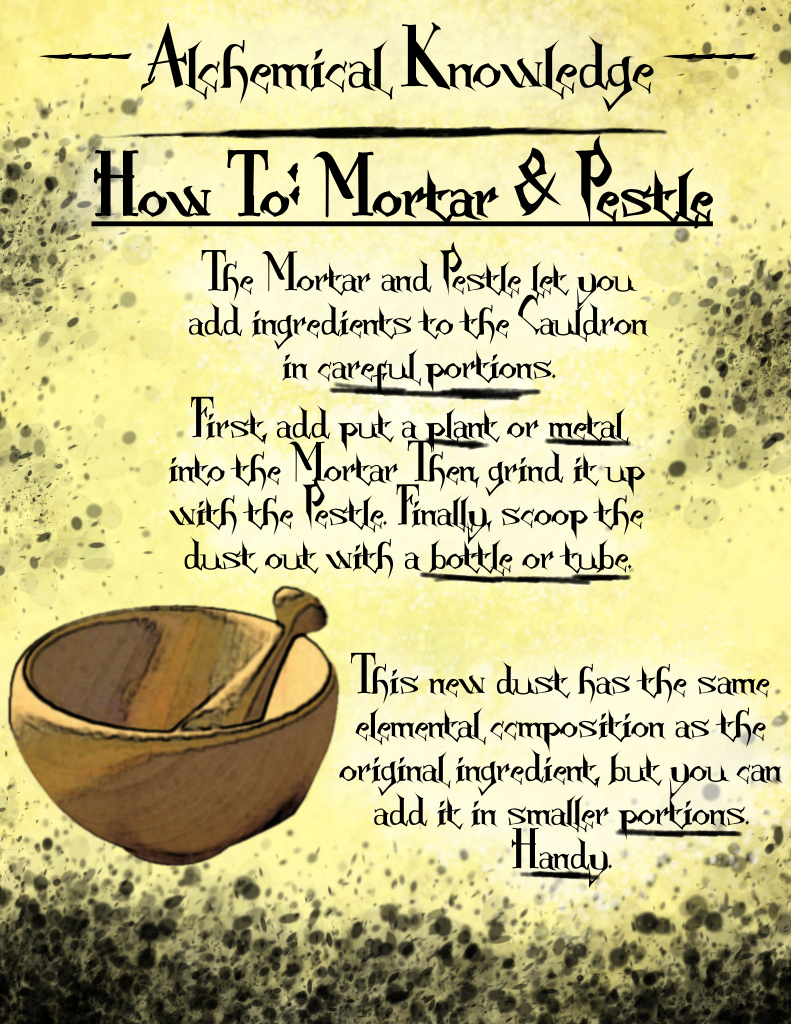 Alchemical Knowledge
How To: Mortar & Pestle
The Mortar and Pestle let you
add ingredients to the Cauldron
in careful portions.
First, add put a plant or metal
into the Mortar. Then, grind it up
with the Pestle. Finally, scoop the
dust out with a bottle or tube.
This new dust has the same
elemental composition as the
original ingredient, but you can
add it in smaller portions.
Handy.